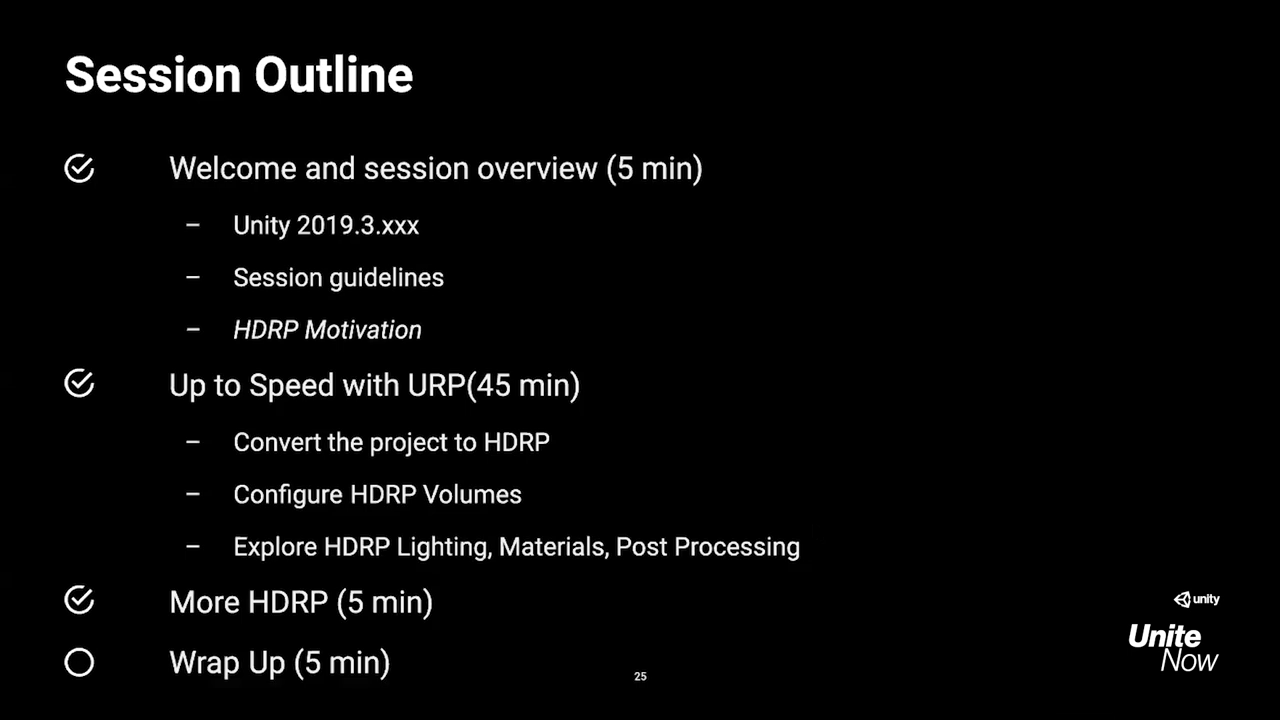 Session Outline
Welcome and session overview (5 min)
– Unity 2019.3.xxx
– Session guidelines
– HDRP Motivation
Up to Speed with URP(45 min)
– Convert the project to HDRP
– Configure HDRP Volumes
– Explore HDRP Lighting, Materials, Post Processing
More HDRP (5 min)
Wrap Up (5 min)
unity
Unite
Now
25